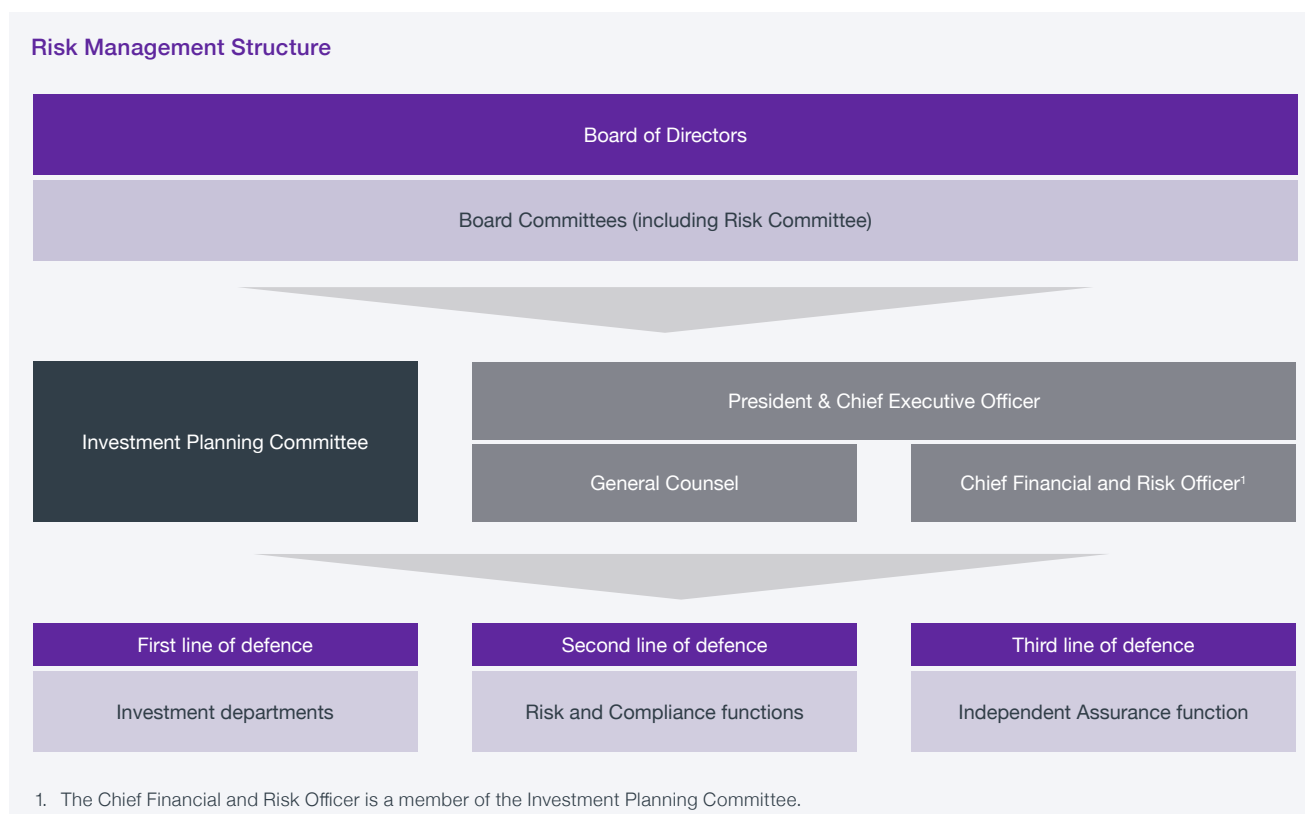 Risk Management Structure
Board of Directors
Board Committees (including Risk Committee)
Investment Planning Committee
President & Chief Executive Officer
General Counsel
Chief Financial and Risk Officer¹
First line of defence
Second line of defence
Third line of defence
Investment departments
Risk and Compliance functions
Independent Assurance function
1. The Chief Financial and Risk Officer is a member of the Investment Planning Committee.